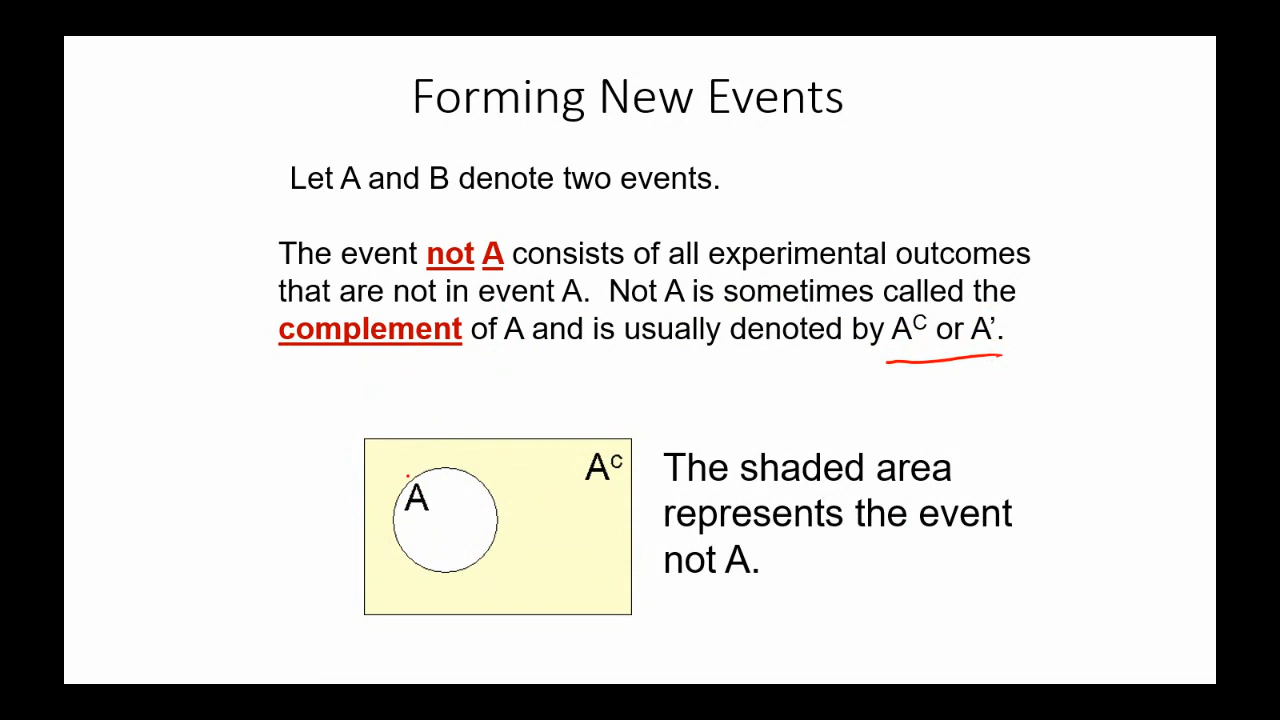 Forming New Events
Let A and B denote two events.
The event not A consists of all experimental outcomes
that are not in event A.  Not A is sometimes called the
complement of A and is usually denoted by Aᶜ or A’.
A
Aᶜ
The shaded area
represents the event
not A.